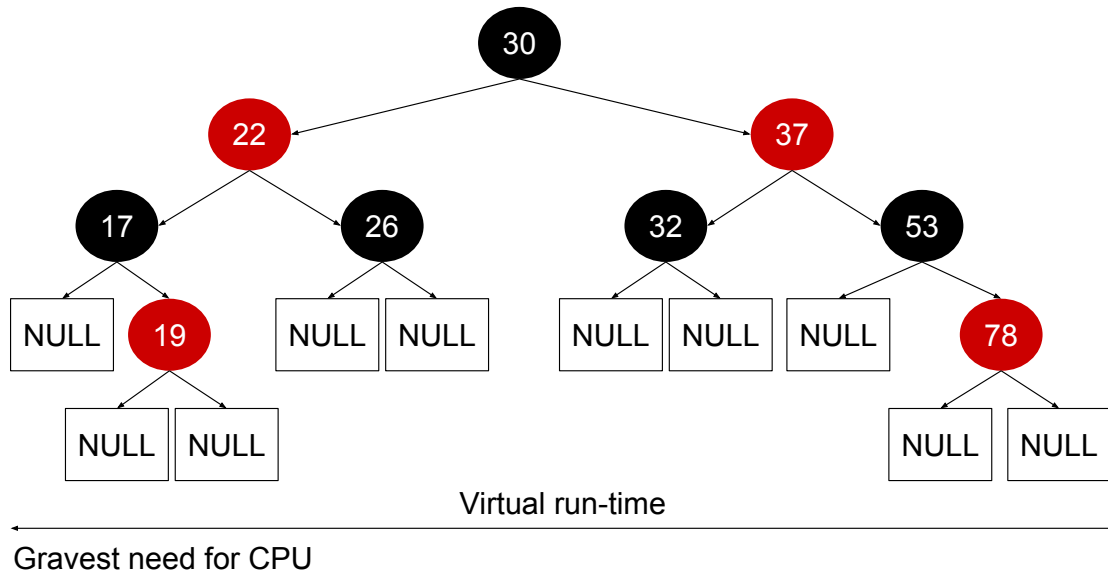 30
22
37
17
26
32
53
NULL
19
NULL
NULL
NULL
NULL
NULL
78
NULL
NULL
NULL
NULL
Virtual run-time
Gravest need for CPU